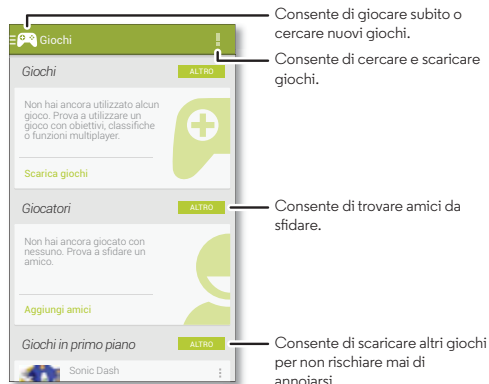 Consente di giocare subito o
cercare nuovi giochi.
Giochi
Consente di cercare e scaricare
giochi.
Giochi
ALTRO
Non hai ancora utilizzato alcun
gioco. Prova a utilizzare un
gioco con obiettivi, classifiche
o funzioni multiplayer.
Scarica giochi
Giocatori
ALTRO
Consente di trovare amici da
sfidare.
Non hai ancora giocato con
nessuno. Prova a sfidare un
amico.
Aggiungi amici
Giochi in primo piano
ALTRO
Consente di scaricare altri giochi
per non rischiare mai di
annoiarsi
Sonic Dash